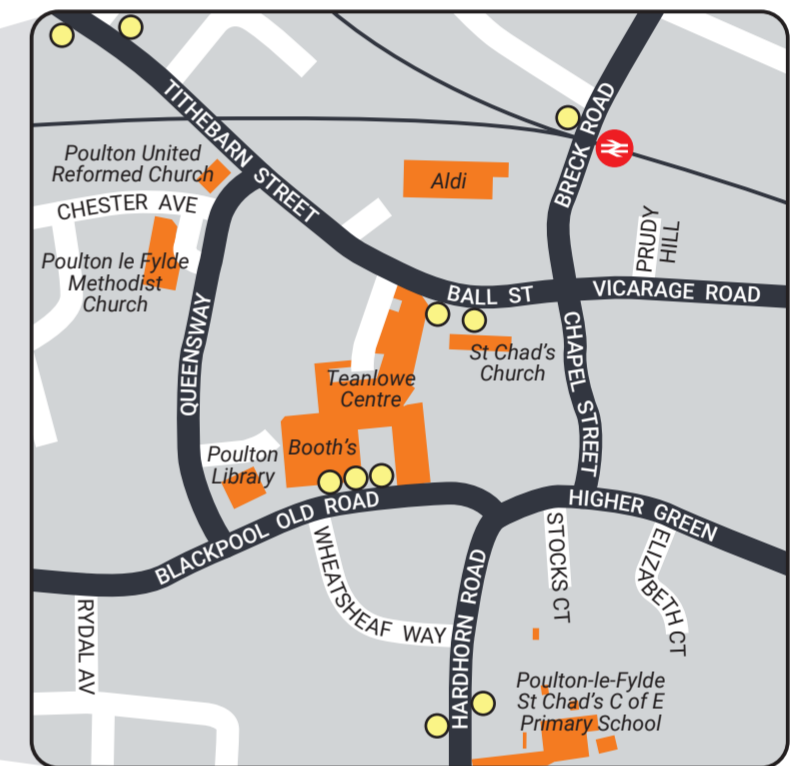 TITHEBARN STREET
BRECK ROAD
Poulton United
Reformed Church
Aldi
CHESTER AVE
PRUDY
HILL
Poulton le Fylde
Methodist
Church
BALL ST
VICARAGE ROAD
QUEENSWAY
CHAPEL STREET
St Chad's
Church
Teanlowe
Centre
Booth's
Poulton
Library
BLACKPOOL OLD ROAD
HIGHER GREEN
WHEATSHEAF WAY
STOCKS CT
ELIZABETH CT
HARDHORN ROAD
RYDAL AV
Poulton-le-Fylde
St Chad's C of E
Primary School